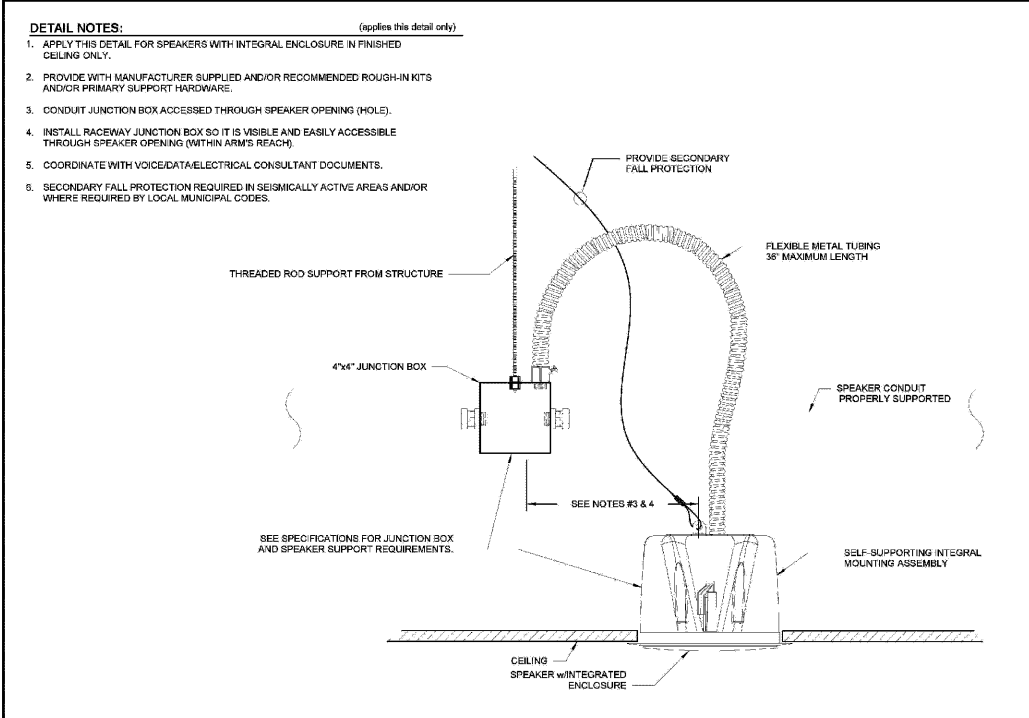 DETAIL NOTES: (applies this detail only)
1. APPLY THIS DETAIL FOR SPEAKERS WITH INTEGRAL ENCLOSURE IN FINISHED
CEILING ONLY.
2. PROVIDE WITH MANUFACTURER SUPPLIED AND/OR RECOMMENDED ROUGH-IN KITS
AND/OR PRIMARY SUPPORT HARDWARE.
3. CONDUIT JUNCTION BOX ACCESSED THROUGH SPEAKER OPENING (HOLE).
4. INSTALL RACEWAY JUNCTION BOX SO IT IS VISIBLE AND EASILY ACCESSIBLE
THROUGH SPEAKER OPENING (WITHIN ARM'S REACH).
5. COORDINATE WITH VOICE/DATA/ELECTRICAL CONSULTANT DOCUMENTS.
6. SECONDARY FALL PROTECTION REQUIRED IN SEISMICALLY ACTIVE AREAS AND/OR
WHERE REQUIRED BY LOCAL MUNICIPAL CODES.
PROVIDE SECONDARY
FALL PROTECTION
FLEXIBLE METAL TUBING
36" MAXIMUM LENGTH
THREADED ROD SUPPORT FROM STRUCTURE
4"x4" JUNCTION BOX
SPEAKER CONDUIT
PROPERLY SUPPORTED
SEE NOTES #3 & 4
SEE SPECIFICATIONS FOR JUNCTION BOX
AND SPEAKER SUPPORT REQUIREMENTS.
SELF-SUPPORTING INTEGRAL
MOUNTING ASSEMBLY
CEILING
SPEAKER w/INTEGRATED
ENCLOSURE